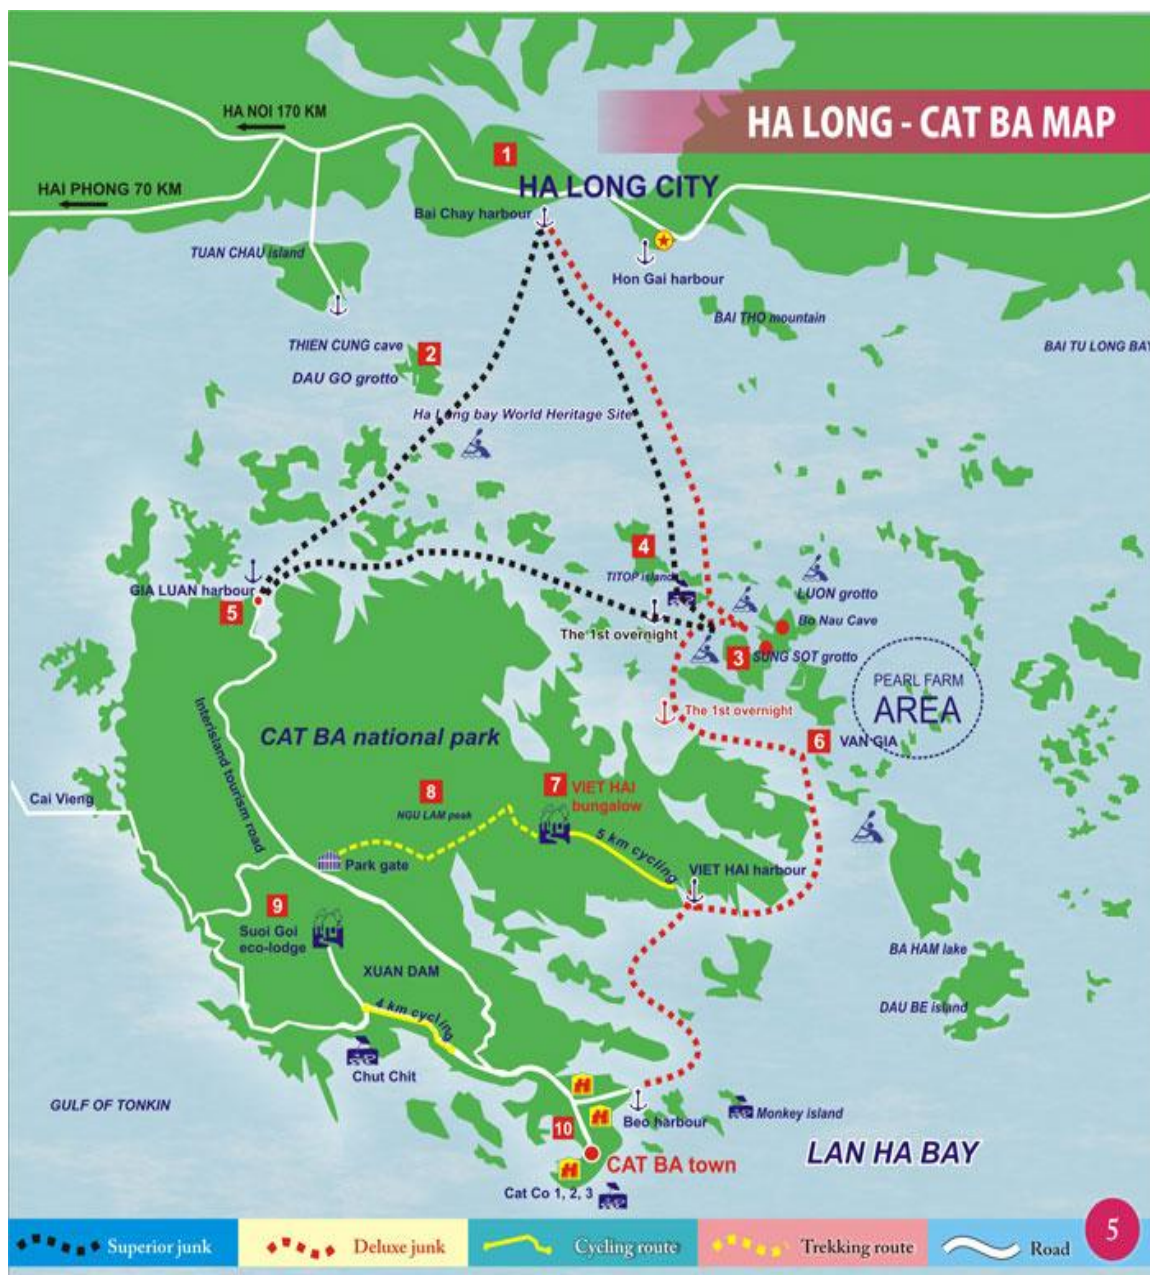 HA NOI 170 KM
HA LONG - CAT BA MAP
1
HAI PHONG 70 KM
HA LONG CITY
Bai Chay harbour
TUAN CHAU island
Hon Gai harbour
BAI THO mountain
THIEN CUNG cave
2
BAI TU LONG BAY
DAU GO grotto
Ha Long bay World Heritage Site
4
TITOP island
GIA LUAN harbour
LUON grotto
5
Bo Nau Cave
The 1st overnight
3
SUNG SOT grotto
PEARL FARM
AREA
The 1st overnight
Interisland tourism road
CAT BA national park
6
VAN GIA
7
VIET HAI
bungalow
8
Cai Vieng
NGU LAM peak
5 km cycling
Park gate
VIET HAI harbour
9
Suoi Goi
eco-lodge
BA HAM lake
XUAN DAM
4 km cycling
DAU BE island
Chut Chit
GULF OF TONKIN
Monkey island
Beo harbour
10
LAN HA BAY
CAT BA town
Cat Co 1, 2, 3
Superior junk
Deluxe junk
Cycling route
Trekking route
Road
5